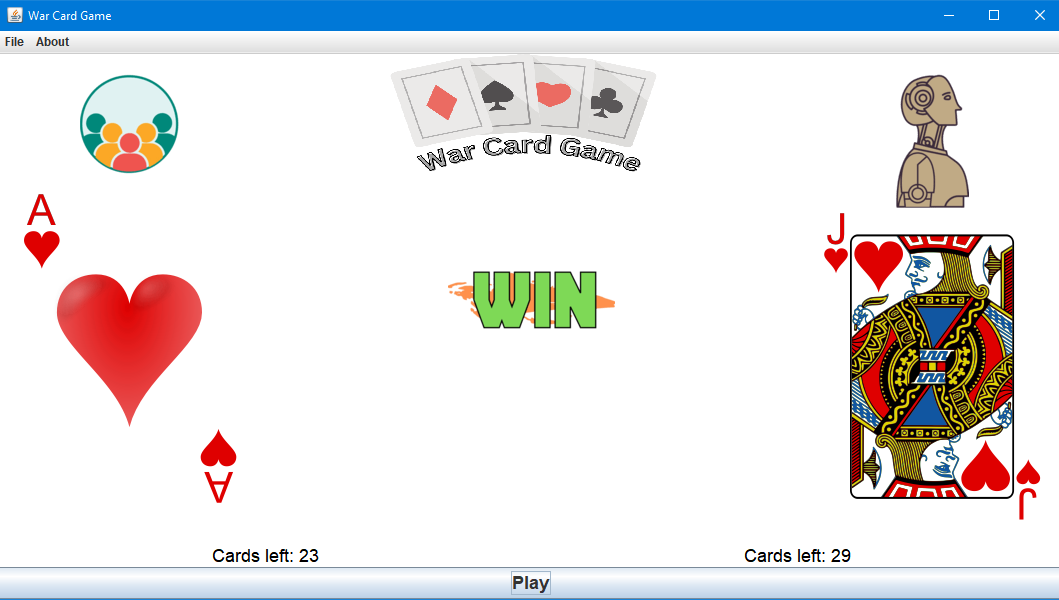 War Card Game
File About
War Card Game
A
J
WIN
A
J
Cards left: 23
Cards left: 29
Play